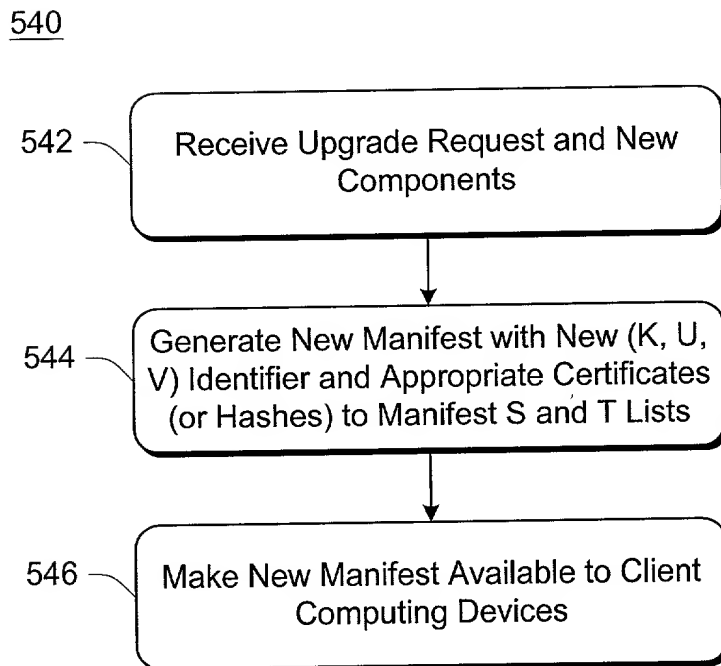 540
542
Receive Upgrade Request and New
Components
544
Generate New Manifest with New (K, U,
V) Identifier and Appropriate Certificates
(or Hashes) to Manifest S and T Lists
546
Make New Manifest Available to Client
Computing Devices